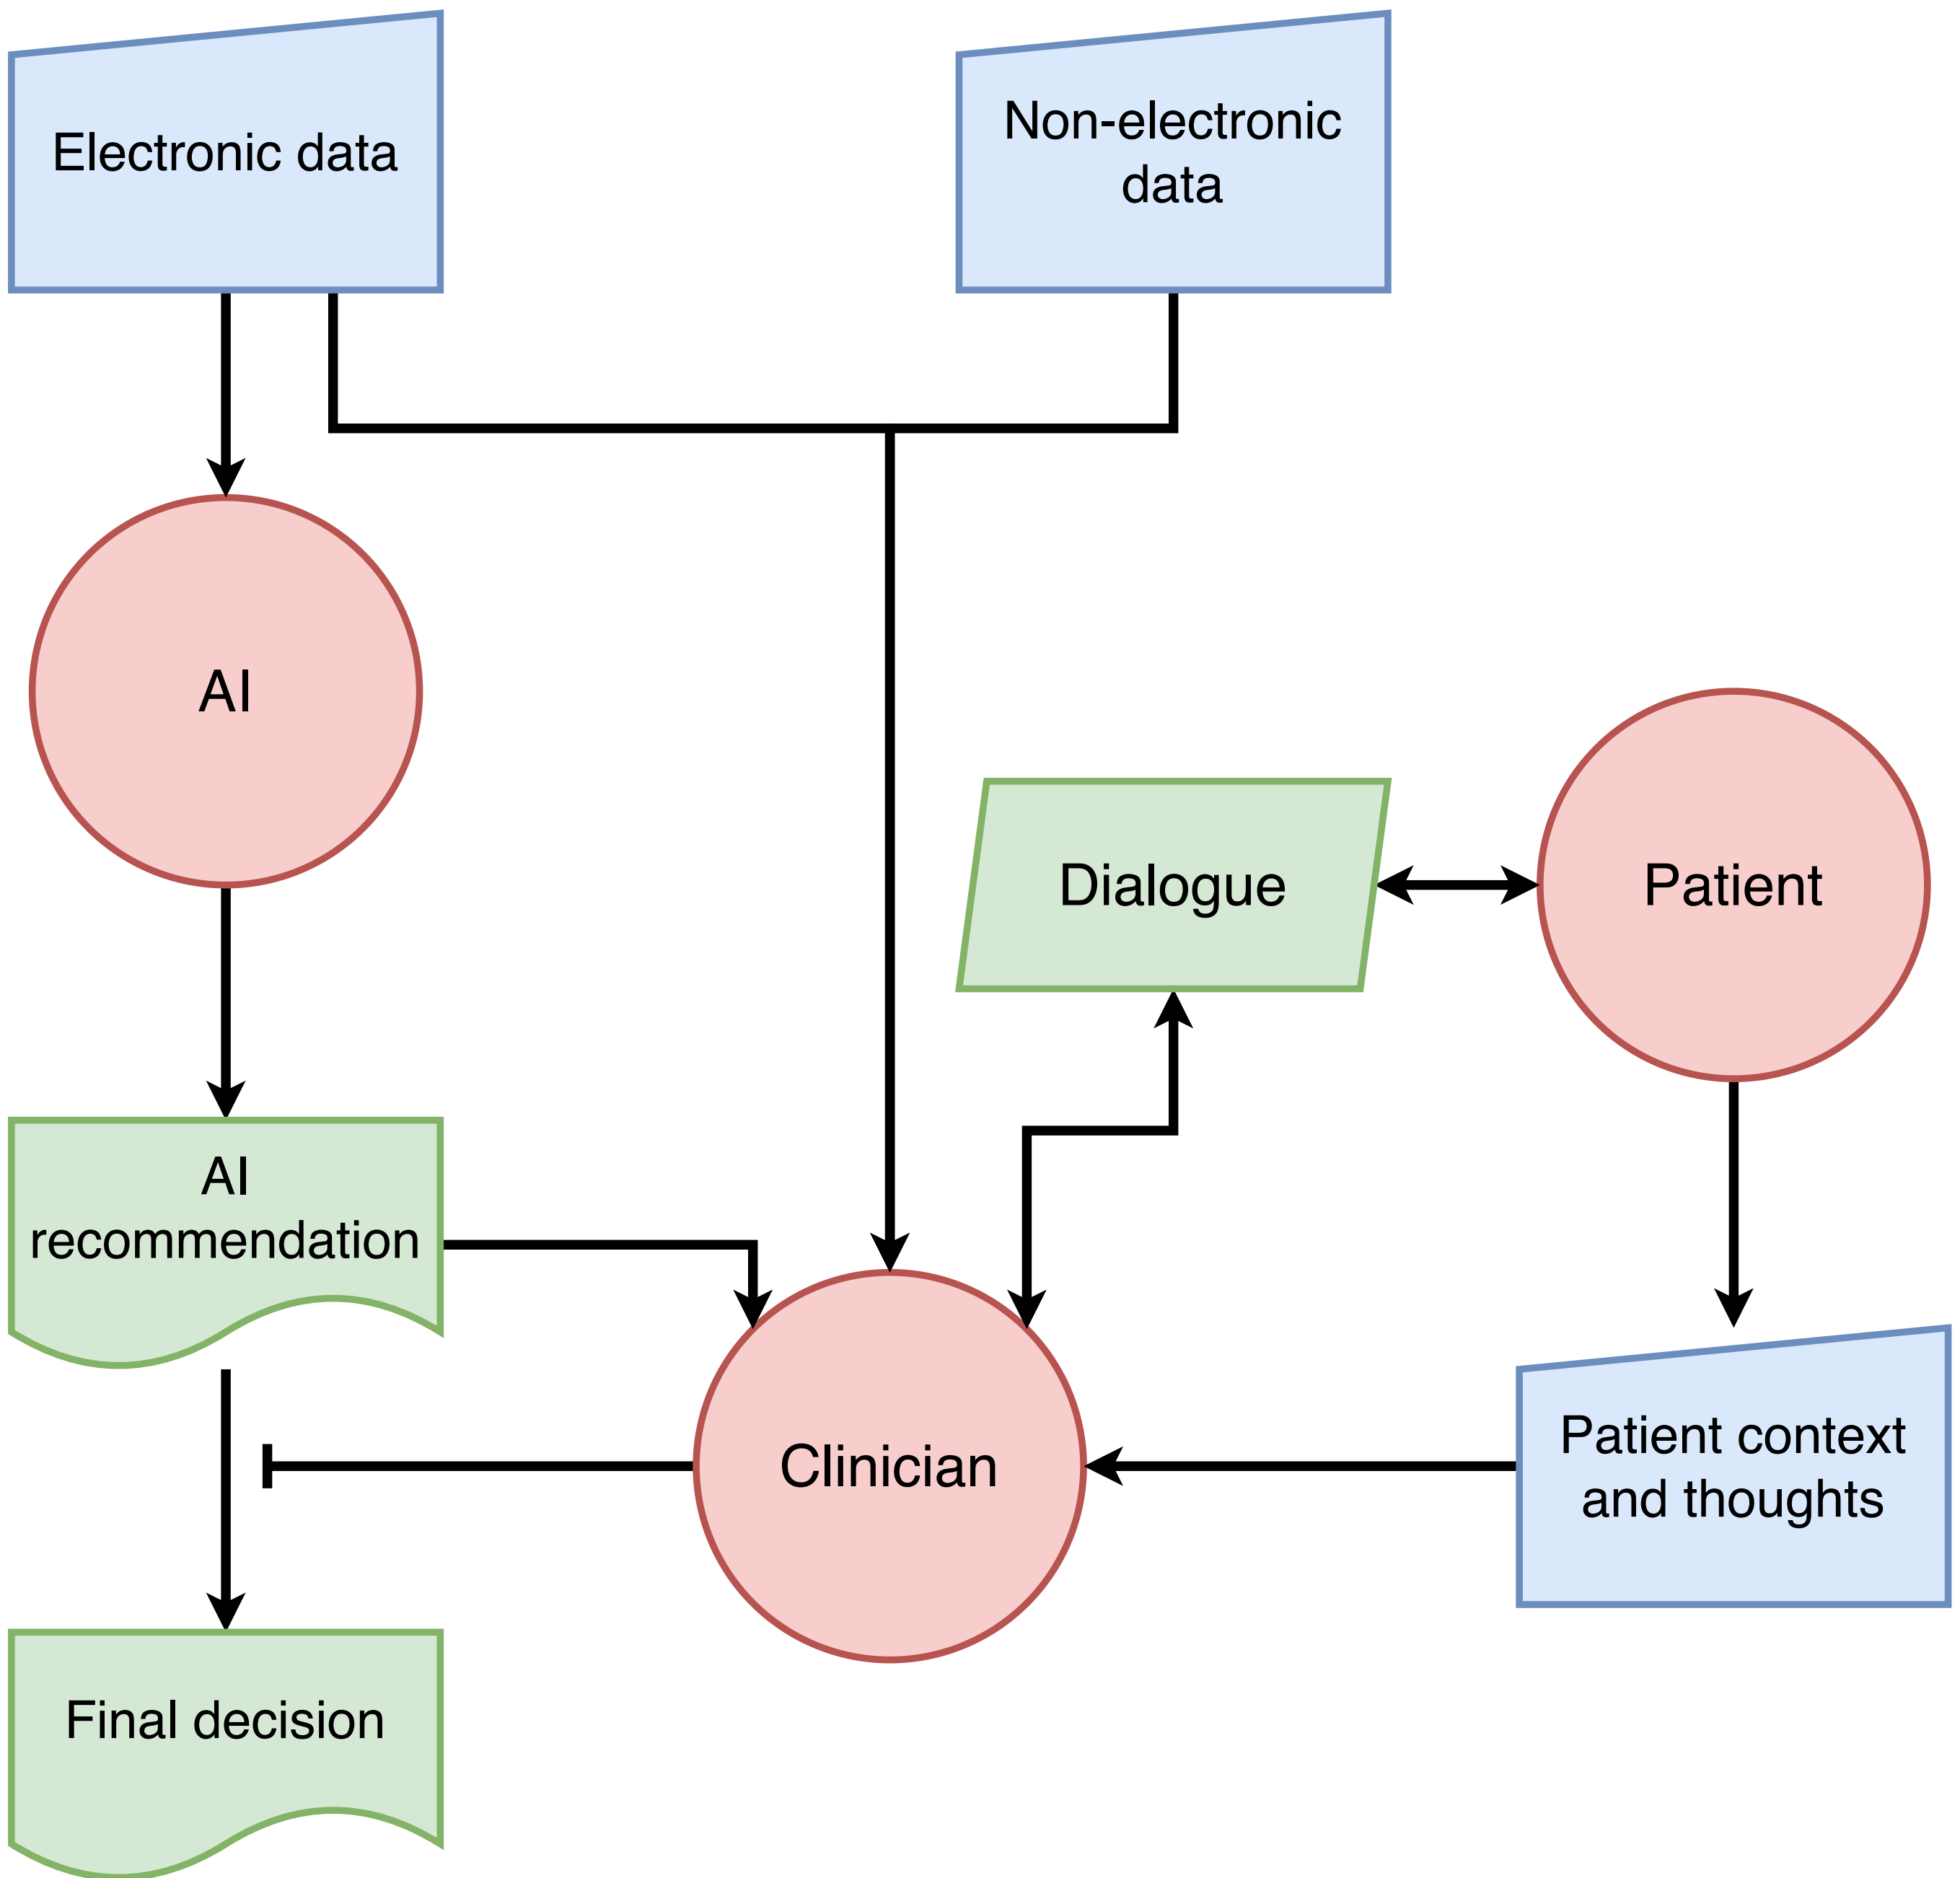 Electronic data
Non-electronic
data
AI
Dialogue
Patient
AI
recommendation
Clinician
Patient context
and thoughts
Final decision